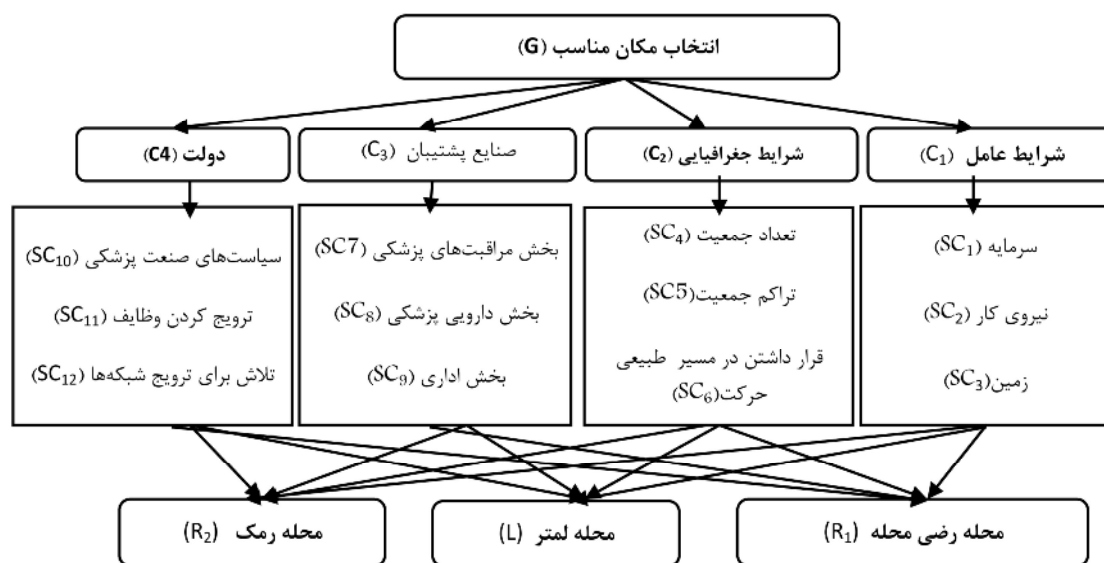 انتخاب مکان مناسب (G)
شرایط عامل (C₁)
شرایط جغرافیایی (C₂)
صنایع پشتیبان (C₃)
دولت (C4)
سرمایه (SC₁)
نیروی کار (SC₂)
زمین(SC₃)
تعداد جمعیت (SC₄)
تراکم جمعیت(SC5)
قرار داشتن در مسیر طبیعی
حرکت(SC₆)
بخش مراقبت‌های پزشکی (SC7)
بخش دارویی پزشکی (SC₈)
بخش اداری (SC₉)
سیاست‌های صنعت پزشکی (SC₁₀)
ترویج کردن وظایف (SC₁₁)
تلاش برای ترویج شبکه‌ها (SC₁₂)
محله رضی محله (R₁)
محله لمتر (L)
محله رمک (R₂)